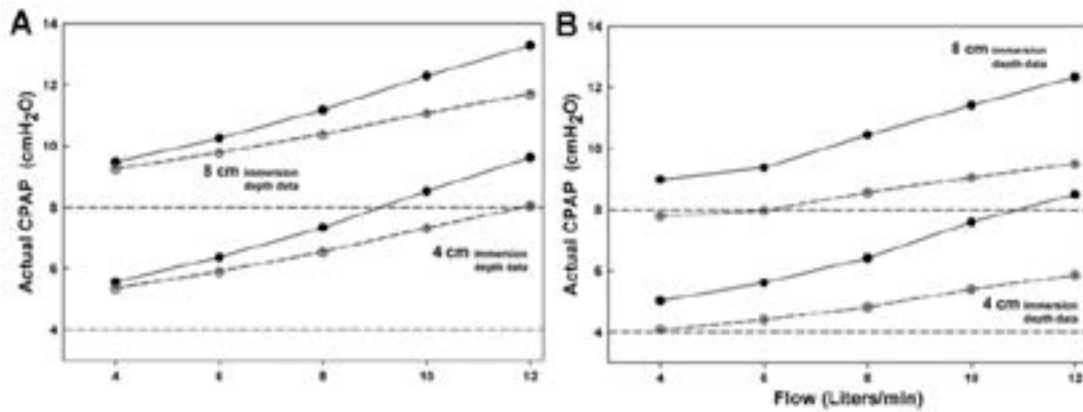 A
Actual CPAP (cmH2O)
14
12
10
8
6
4
8 cm immersion
depth data
4 cm immersion
depth data
4
6
8
10
12
B
Actual CPAP (cmH2O)
14
12
10
8
6
4
8 cm immersion
depth data
4 cm immersion
depth data
4
6
8
10
12
Flow (Liters/min)